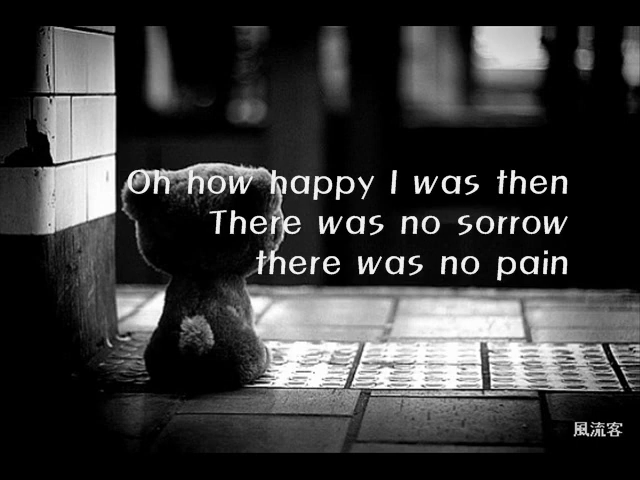 Oh how happy I was then
There was no sorrow
there was no pain
風流客